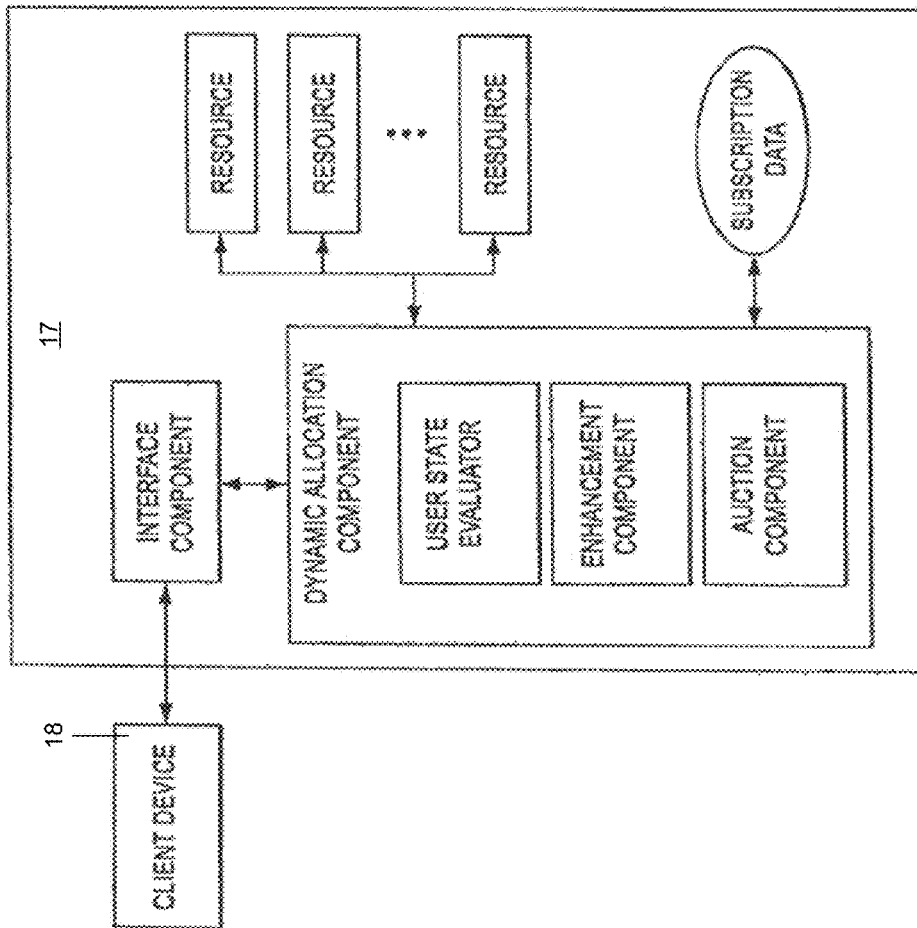 18
CLIENT DEVICE
17
INTERFACE
COMPONENT
DYNAMIC ALLOCATION
COMPONENT
USER STATE
EVALUATOR
ENHANCEMENT
COMPONENT
AUCTION
COMPONENT
RESOURCE
RESOURCE
RESOURCE
SUBSCRIPTION
DATA